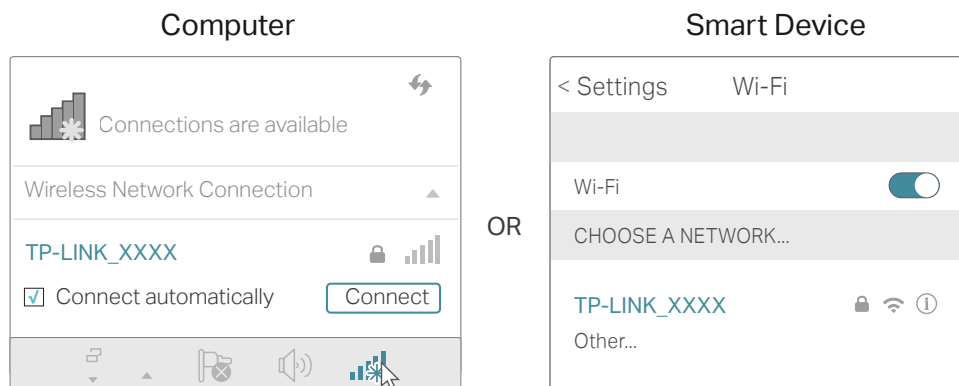 Computer
Connections are available
Wireless Network Connection
TP-LINK_XXXX
Connect automatically
Connect
OR
Smart Device
< Settings
Wi-Fi
Wi-Fi
CHOOSE A NETWORK...
TP-LINK_XXXX
Other...